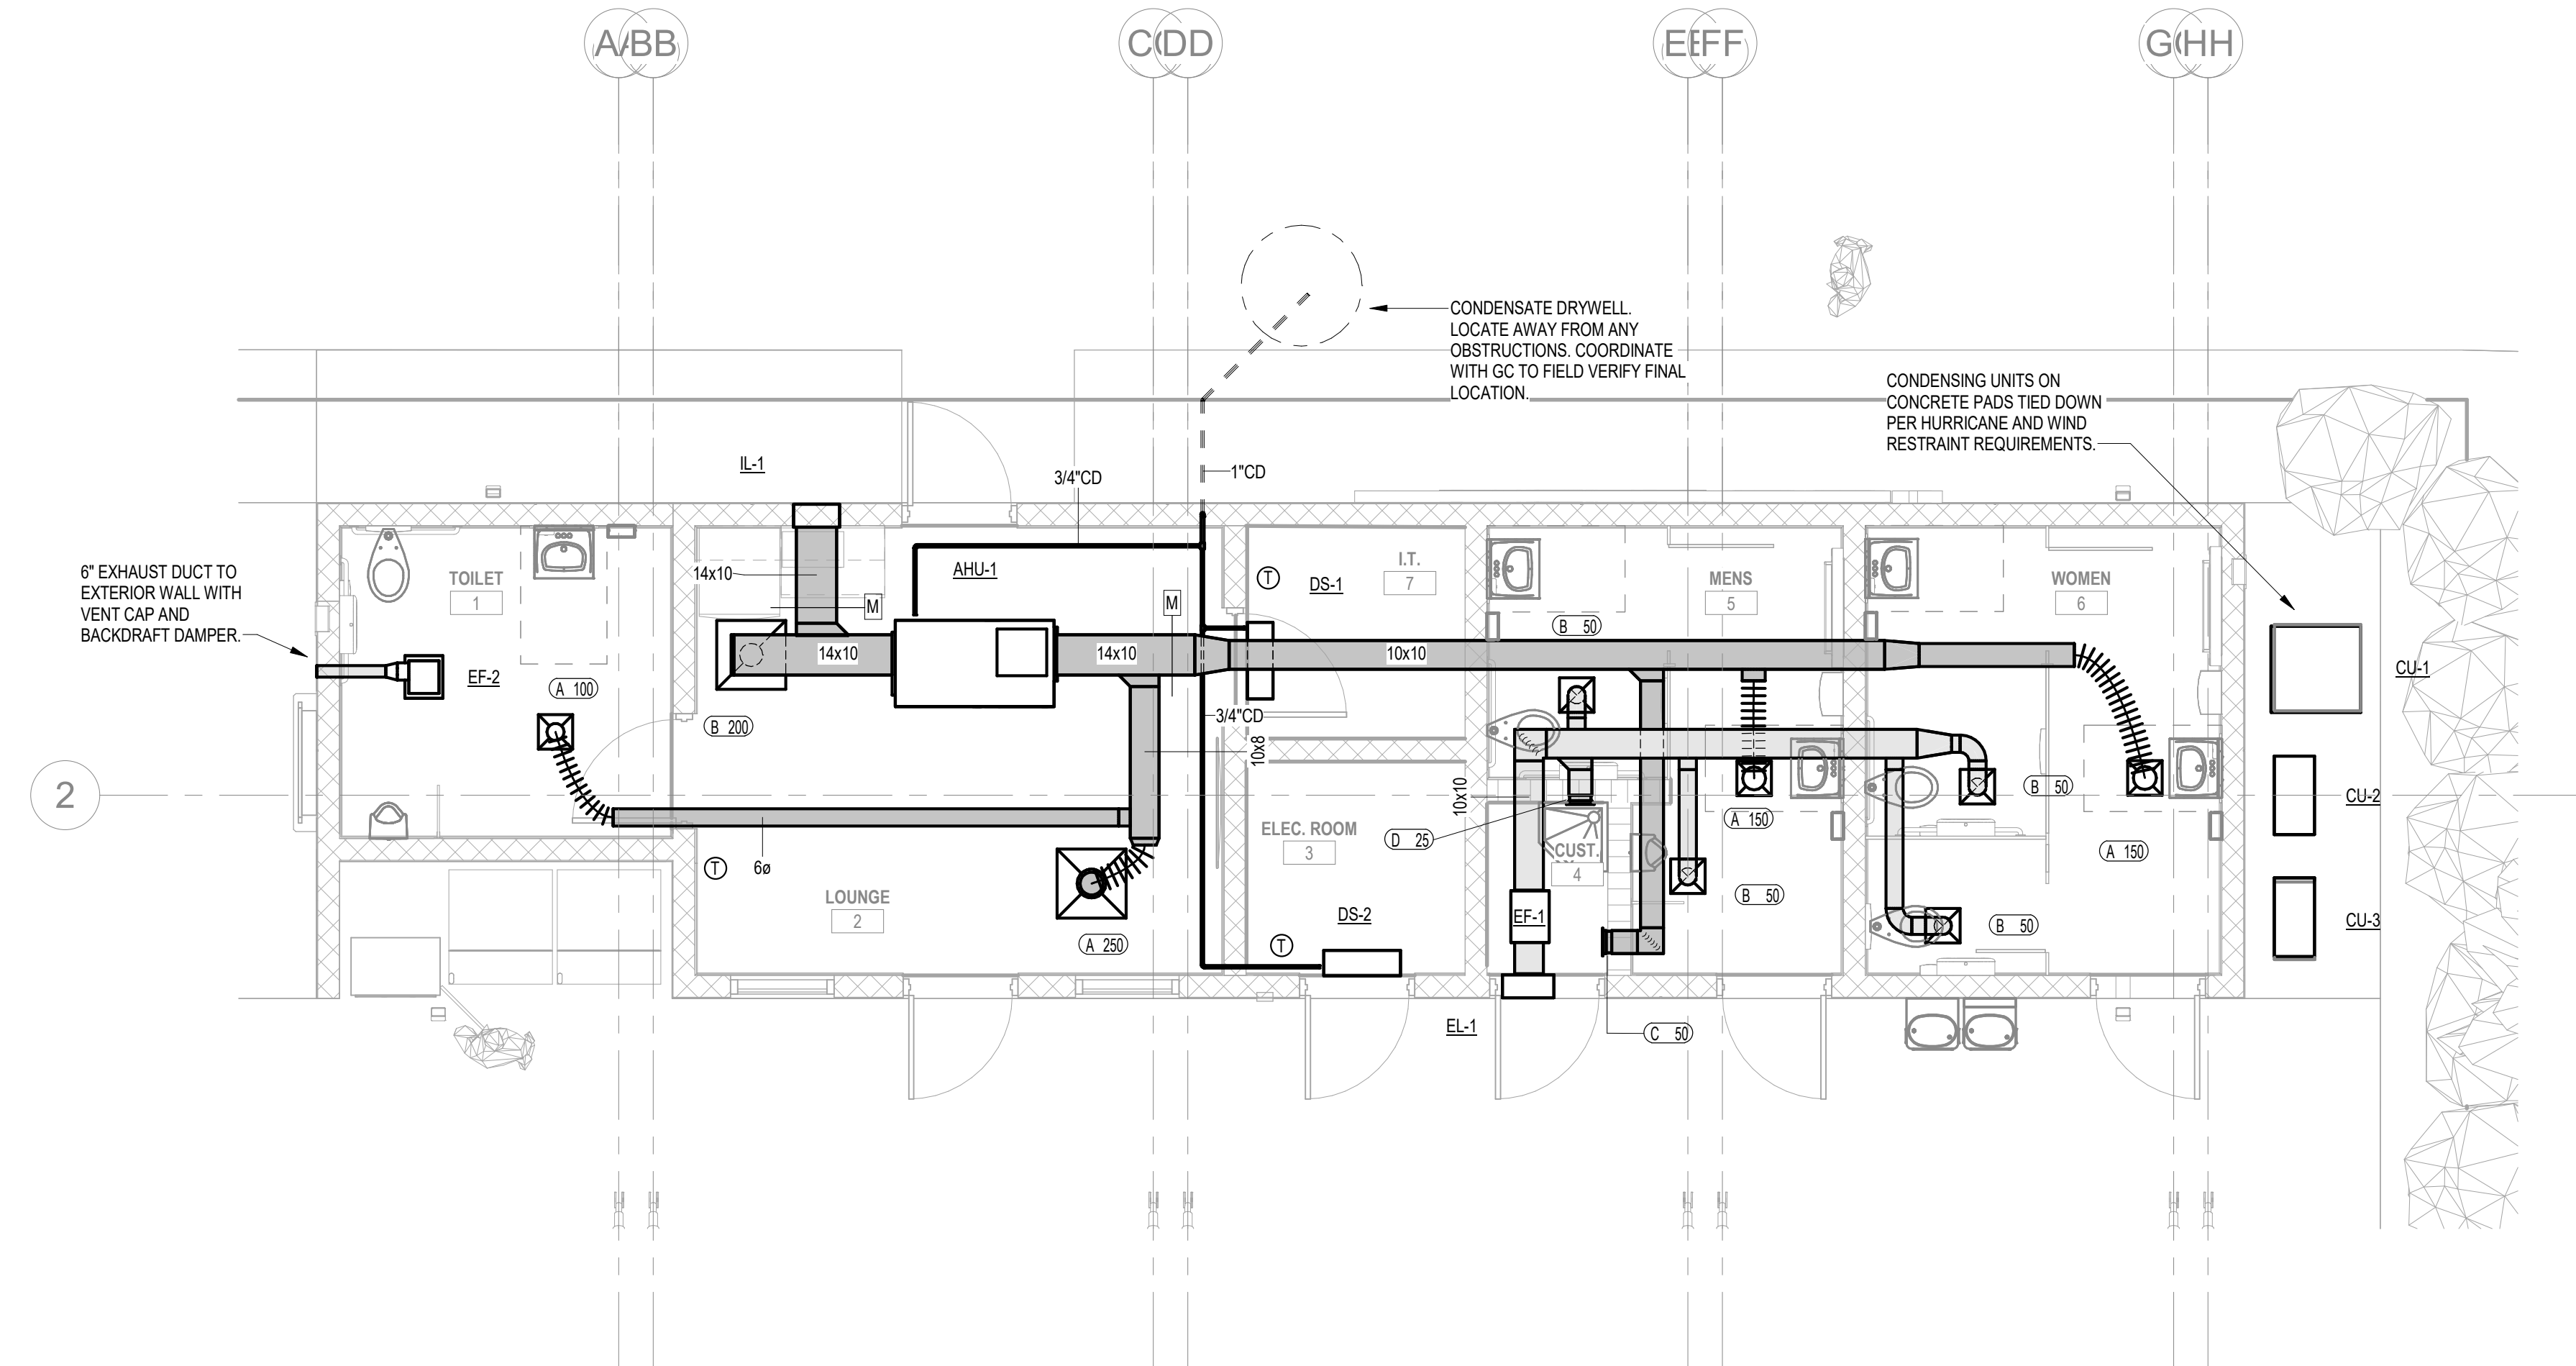 BB
DD
FF
HH
CONDENSATE DRYWELL.
LOCATE AWAY FROM ANY
OBSTRUCTIONS. COORDINATE
WITH GC TO FIELD VERIFY FINAL
LOCATION.
CONDENSING UNITS ON
CONCRETE PADS TIED DOWN
PER HURRICANE AND WIND
RESTRAINT REQUIREMENTS.
IL-1
3/4"CD
1"CD
6" EXHAUST DUCT TO
EXTERIOR WALL WITH
VENT CAP AND
BACKDRAFT DAMPER.
TOILET
1
14x10
AHU-1
M
M
T
DS-1
I.T.
7
MENS
5
WOMEN
6
B 50
EF-2
A 100
14x10
14x10
10x10
CU-1
B 200
3/4"CD
10x8
10x10
2
B 50
CU-2
A 150
D 25
ELEC. ROOM
3
CUST.
4
A 150
T
6ø
LOUNGE
2
B 50
DS-2
EF-1
B 50
CU-3
A 250
T
EL-1
C 50